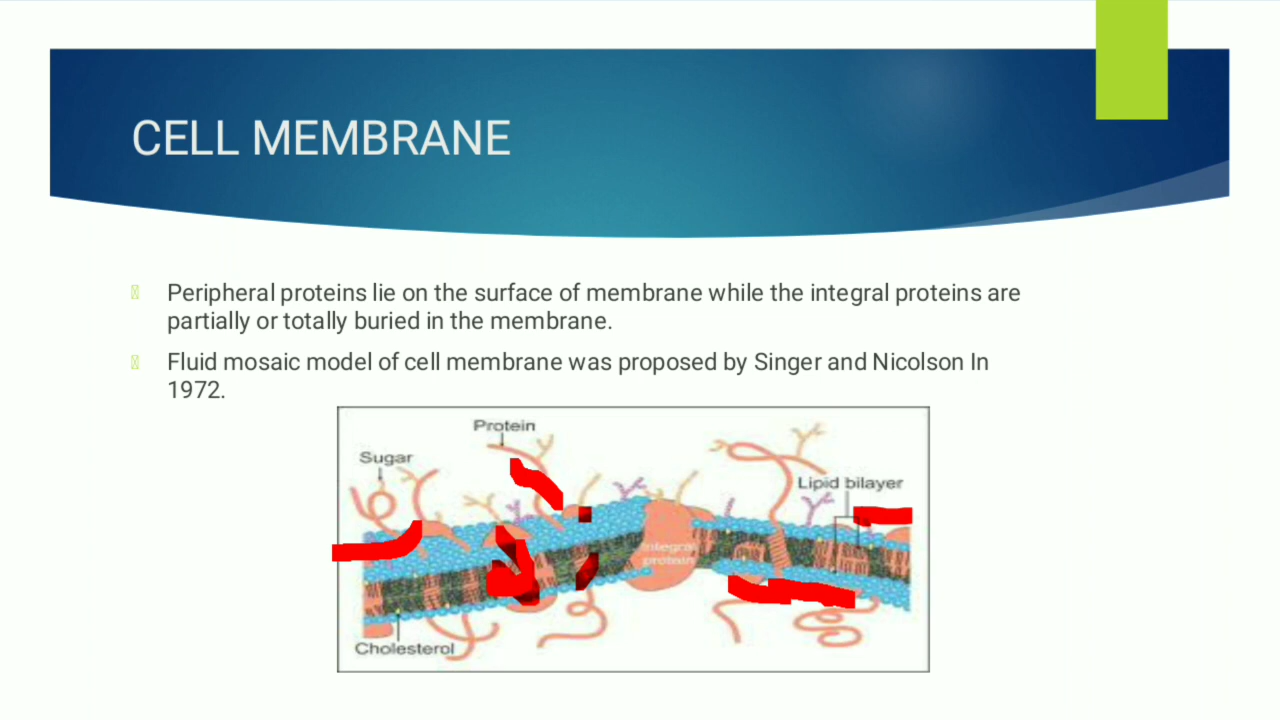 CELL MEMBRANE
Peripheral proteins lie on the surface of membrane while the integral proteins are
partially or totally buried in the membrane.
Fluid mosaic model of cell membrane was proposed by Singer and Nicolson In
1972.
Protein
Sugar
Lipid bilayer
Integral
protein
Cholesterol